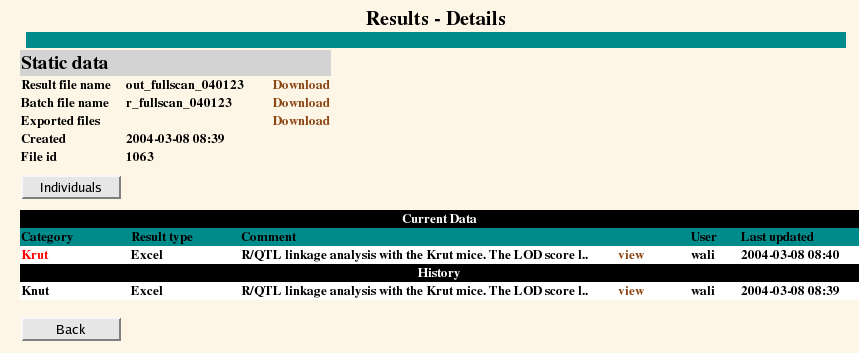 Results - Details
Static data
Result file name out_fullscan_040123 Download
Batch file name r_fullscan_040123 Download
Exported files Download
Created 2004-03-08 08:39
File id 1063
Individuals
Current Data
Category Result type Comment User Last updated
Krut Excel R/QTL linkage analysis with the Krut mice. The LOD score l.. view wali 2004-03-08 08:40
History
Knut Excel R/QTL linkage analysis with the Krut mice. The LOD score l.. view wali 2004-03-08 08:39
Back